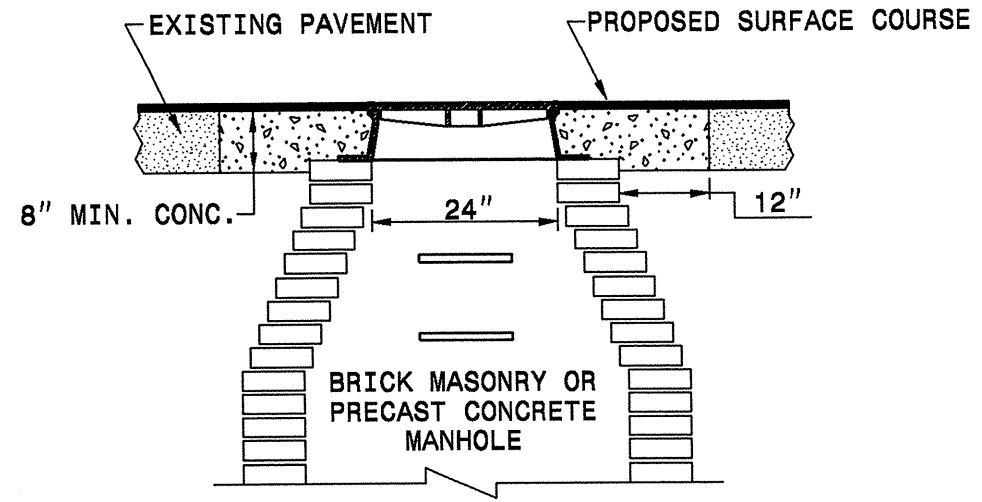 EXISTING PAVEMENT
PROPOSED SURFACE COURSE
8" MIN. CONC.
24"
12"
BRICK MASONRY OR
PRECAST CONCRETE
MANHOLE